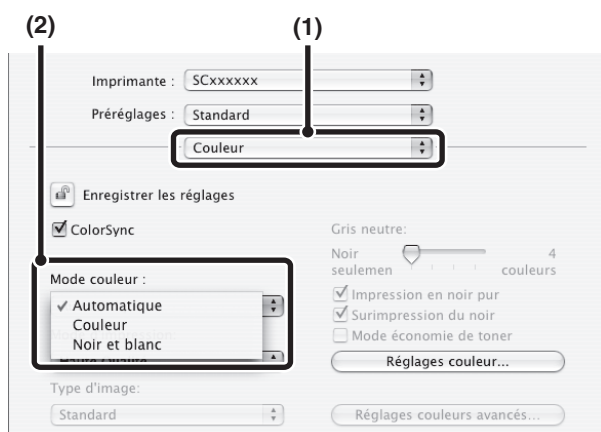 (2) (1)
Imprimante : SCxxxxxx
Préréglages : Standard
Couleur
Enregistrer les réglages
ColorSync
Gris neutre:
Noir 4
seulemen couleurs
Mode couleur :
Automatique
Couleur
Noir et blanc
Impression en noir pur
Surimpression du noir
Mode économie de toner
Réglages couleur...
Type d'image:
Standard
Réglages couleurs avancés...